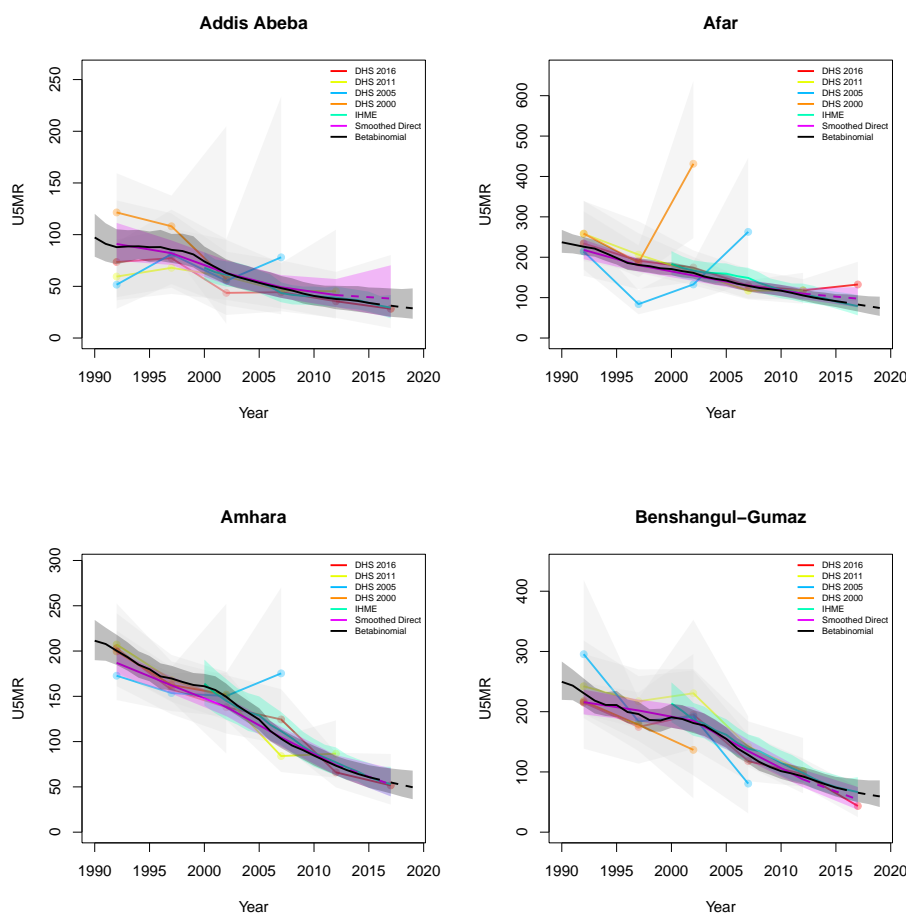 Addis Abeba
U5MR
250
200
150
100
50
0
DHS 2016
DHS 2011
DHS 2005
DHS 2000
IHME
Smoothed Direct
Betabinomial
1990 1995 2000 2005 2010 2015 2020
Year
Afar
U5MR
600
500
400
300
200
100
0
DHS 2016
DHS 2011
DHS 2005
DHS 2000
IHME
Smoothed Direct
Betabinomial
1990 1995 2000 2005 2010 2015 2020
Year
Amhara
U5MR
300
250
200
150
100
50
0
DHS 2016
DHS 2011
DHS 2005
DHS 2000
IHME
Smoothed Direct
Betabinomial
1990 1995 2000 2005 2010 2015 2020
Year
Benshangul−Gumaz
U5MR
400
300
200
100
0
DHS 2016
DHS 2011
DHS 2005
DHS 2000
IHME
Smoothed Direct
Betabinomial
1990 1995 2000 2005 2010 2015 2020
Year